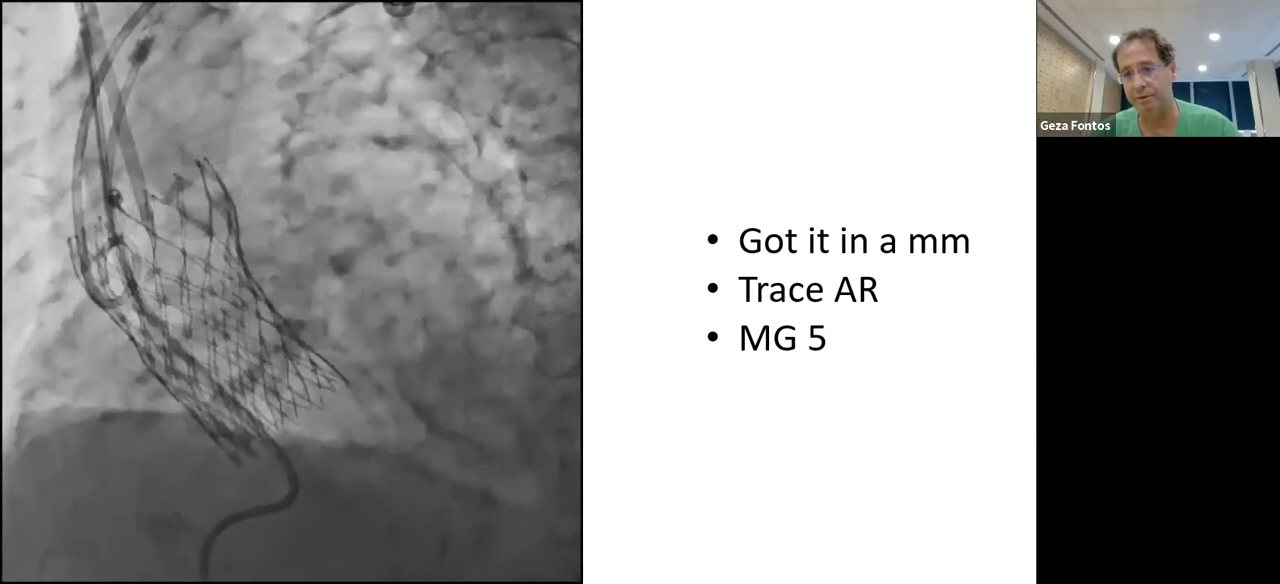 • Got it in a mm
• Trace AR
• MG 5
Geza Fontos